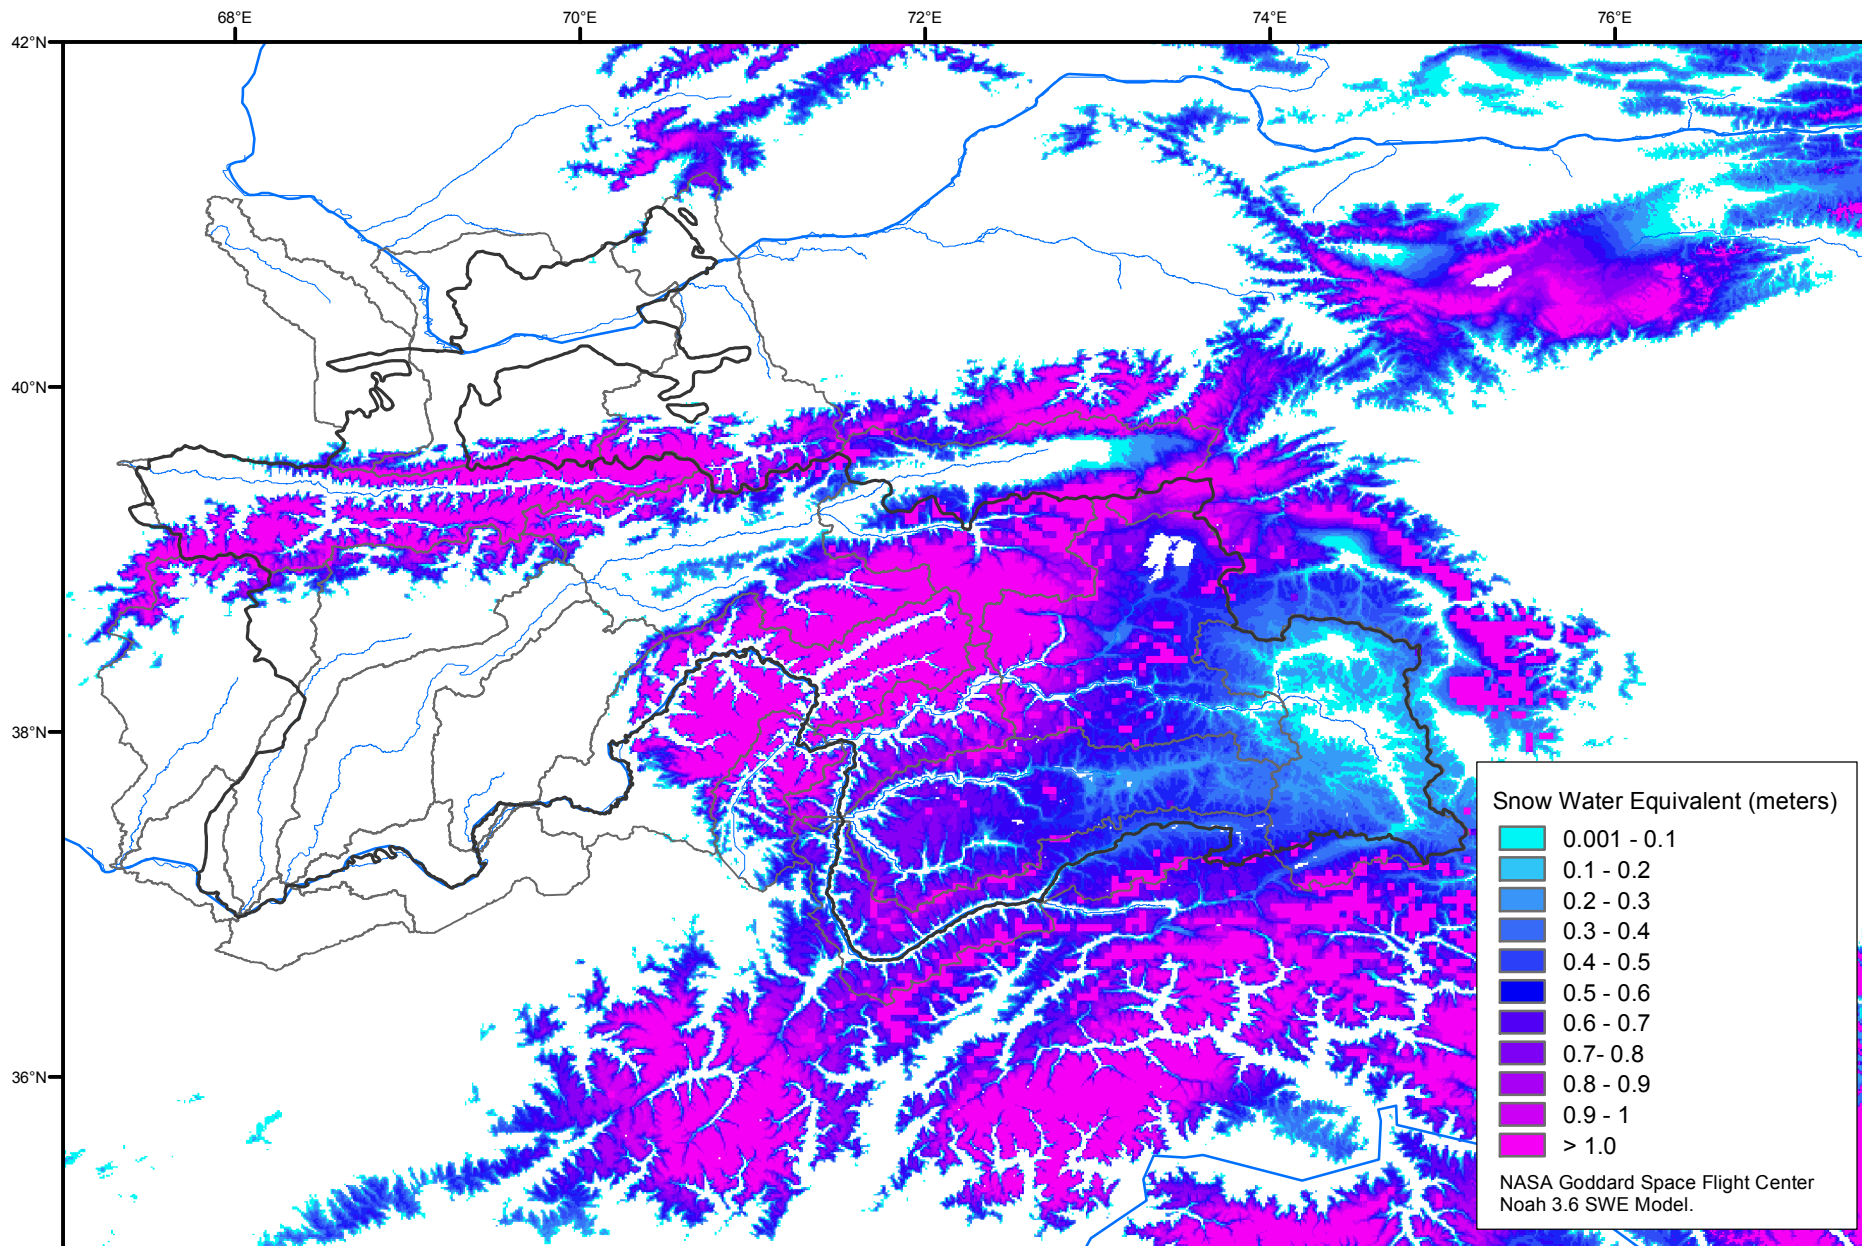 68°E
70°E
72°E
74°E
76°E
42°N
40°N
38°N
36°N
Snow Water Equivalent (meters)
0.001 - 0.1
0.1 - 0.2
0.2 - 0.3
0.3 - 0.4
0.4 - 0.5
0.5 - 0.6
0.6 - 0.7
0.7- 0.8
0.8 - 0.9
0.9 - 1
> 1.0
NASA Goddard Space Flight Center
Noah 3.6 SWE Model.